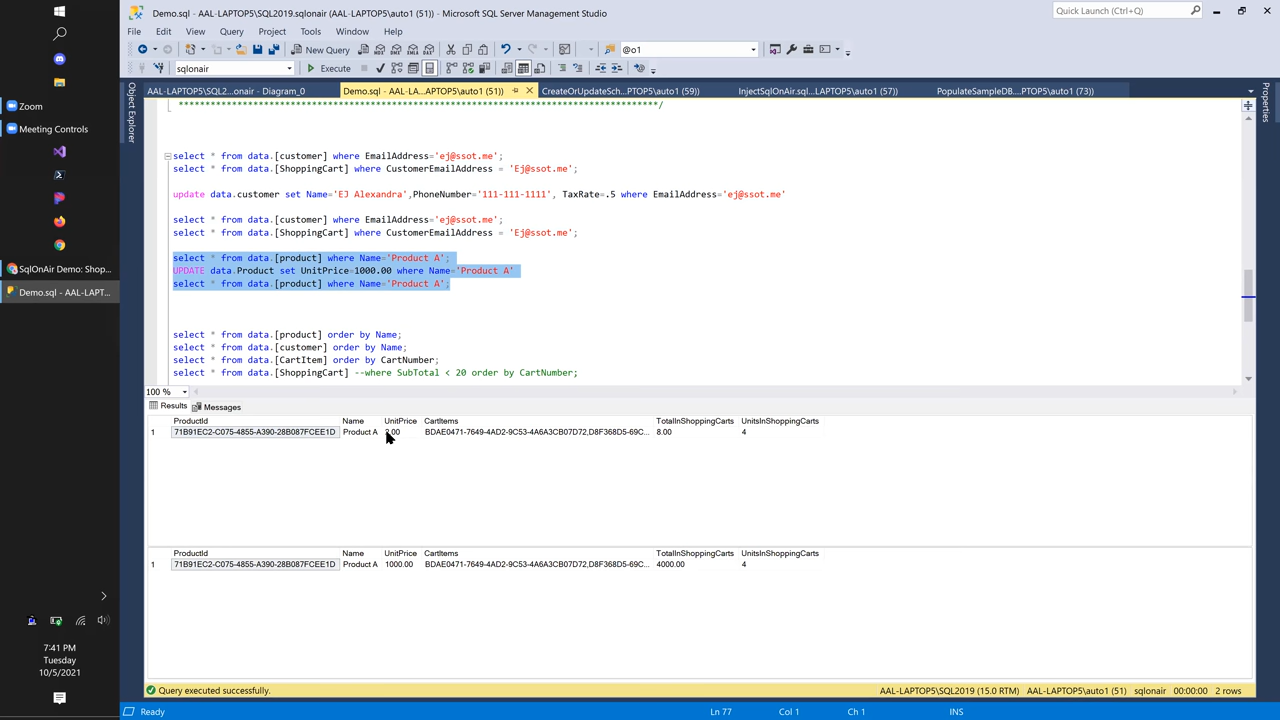 Demo.sql - AAL-LAPTOP5\SQL2019.sqlonair (AAL-LAPTOP5\auto1 (51)) - Microsoft SQL Server Management Studio
Quick Launch (Ctrl+Q)
File Edit View Query Project Tools Window Help
New Query
@o1
sqlonair
Execute
AAL-LAPTOP5\SQL2...onair - Diagram_0
Demo.sql - AAL-LA...APTOP5\auto1 (51))
CreateOrUpdateSch...PTOP5\auto1 (59))
InjectSqlOnAir.sql...LAPTOP5\auto1 (57))
PopulateSampleDB....PTOP5\auto1 (73))
Object Explorer
Properties
Zoom
Meeting Controls
SqlOnAir Demo: Shop...
Demo.sql - AAL-LAPT...
**********************************************************************************/
select * from data.[customer] where EmailAddress='ej@ssot.me';
select * from data.[ShoppingCart] where CustomerEmailAddress = 'Ej@ssot.me';
update data.customer set Name='EJ Alexandra',PhoneNumber='111-111-1111', TaxRate=.5 where EmailAddress='ej@ssot.me'
select * from data.[customer] where EmailAddress='ej@ssot.me';
select * from data.[ShoppingCart] where CustomerEmailAddress = 'Ej@ssot.me';
select * from data.[product] where Name='Product A';
UPDATE data.Product set UnitPrice=1000.00 where Name='Product A'
select * from data.[product] where Name='Product A';
select * from data.[product] order by Name;
select * from data.[customer] order by Name;
select * from data.[CartItem] order by CartNumber;
select * from data.[ShoppingCart] --where SubTotal < 20 order by CartNumber;
100 %
Results Messages
ProductId Name UnitPrice CartItems TotalInShoppingCarts UnitsInShoppingCarts
1 71B91EC2-C075-4855-A390-28B087FCEE1D Product A .00 BDAE0471-7649-4AD2-9C53-4A6A3CB07D72,D8F368D5-69C... 8.00 4
ProductId Name UnitPrice CartItems TotalInShoppingCarts UnitsInShoppingCarts
1 71B91EC2-C075-4855-A390-28B087FCEE1D Product A 1000.00 BDAE0471-7649-4AD2-9C53-4A6A3CB07D72,D8F368D5-69C... 4000.00 4
7:41 PM
Tuesday
10/5/2021
Query executed successfully.
AAL-LAPTOP5\SQL2019 (15.0 RTM) AAL-LAPTOP5\auto1 (51) sqlonair 00:00:00 2 rows
Ready Ln 77 Col 1 Ch 1 INS